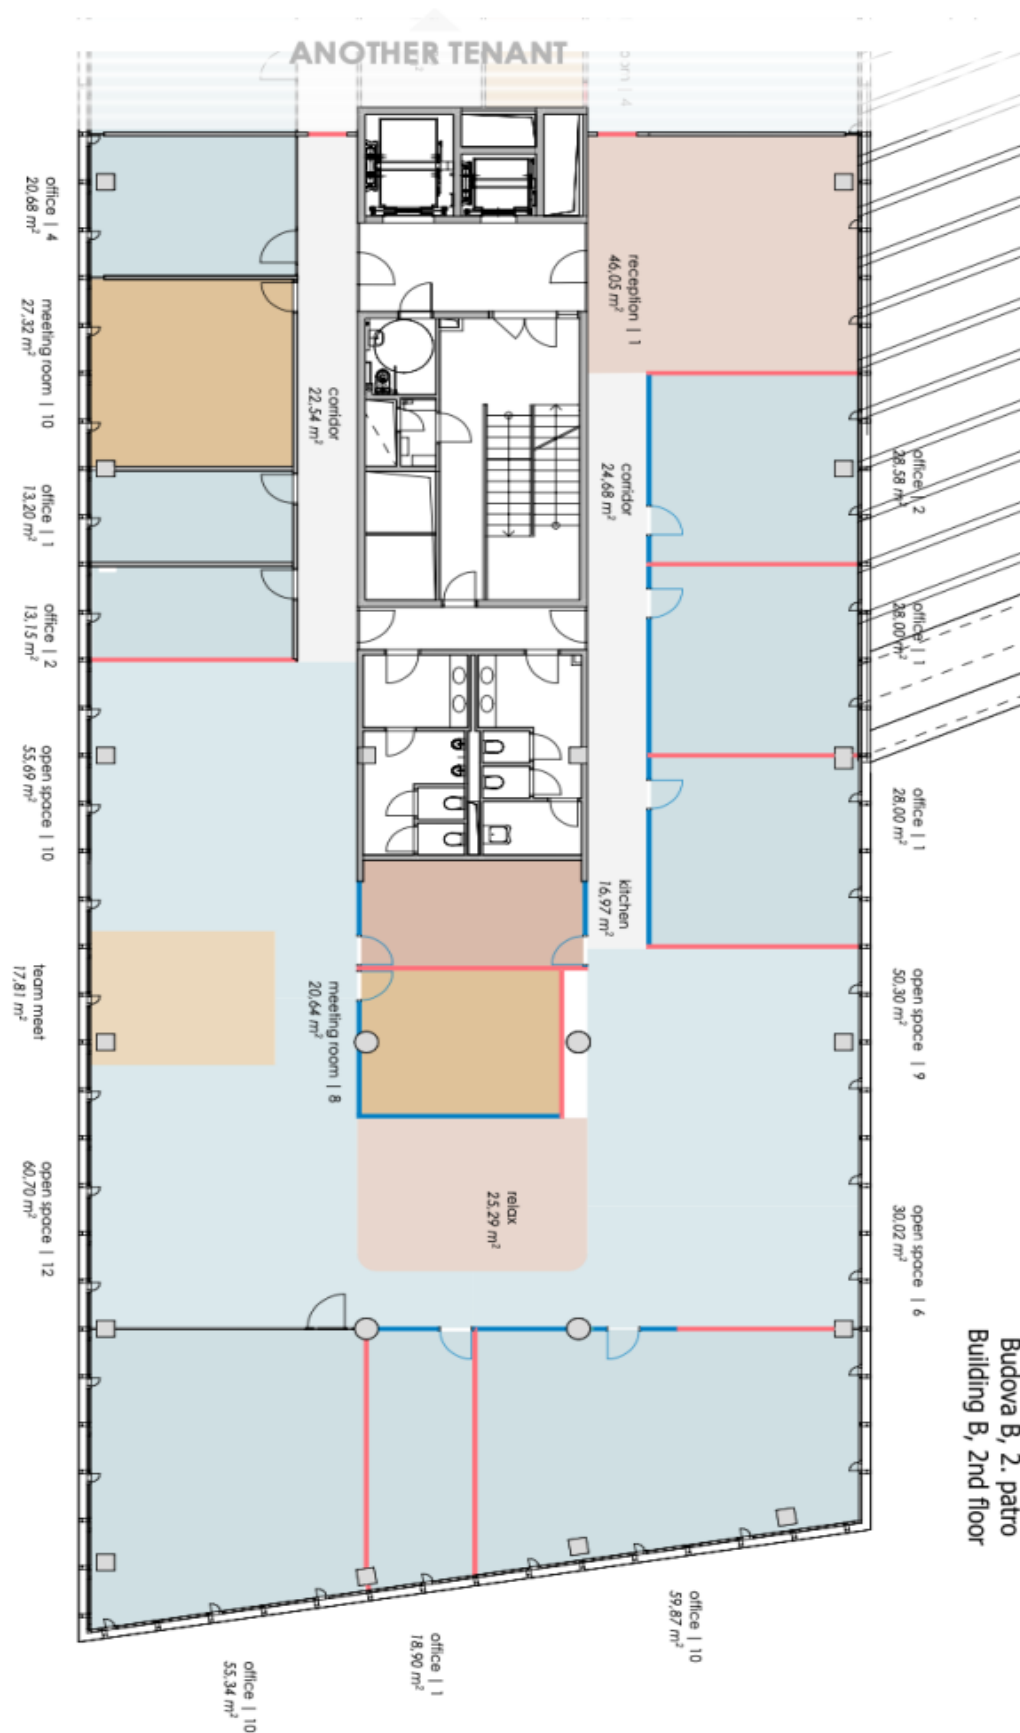 ANOTHER TENANT
office | 4
20,68 m²
meeting room | 10
27,32 m²
office | 1
13,20 m²
office | 2
13,15 m²
open space | 10
55,69 m²
team meet
17,81 m²
open space | 12
60,70 m²
corridor
22,54 m²
meeting room | 8
20,64 m²
relax
25,29 m²
reception | 1
46,05 m²
corridor
24,68 m²
kitchen
16,97 m²
office | 2
28,58 m²
office | 1
28,00 m²
office | 1
28,00 m²
open space | 9
50,30 m²
open space | 6
30,02 m²
Budova B, 2. patro
Building B, 2nd floor
office | 10
59,87 m²
office | 1
18,90 m²
office | 10
55,34 m²